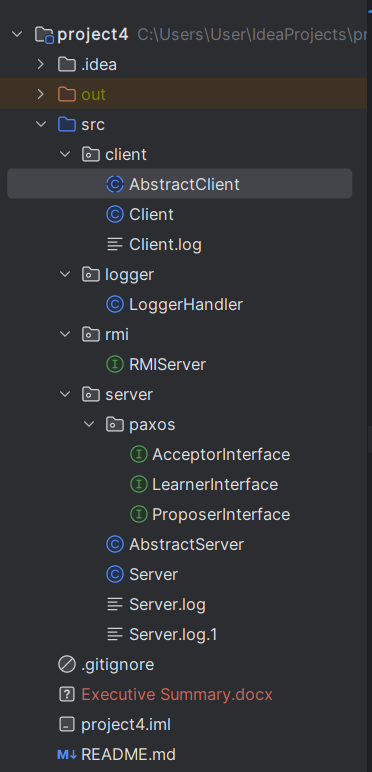 project4 C:\Users\User\IdeaProjects\pr
.idea
out
src
client
AbstractClient
Client
Client.log
logger
LoggerHandler
rmi
RMIServer
server
paxos
AcceptorInterface
LearnerInterface
ProposerInterface
AbstractServer
Server
Server.log
Server.log.1
.gitignore
Executive Summary.docx
project4.iml
README.md